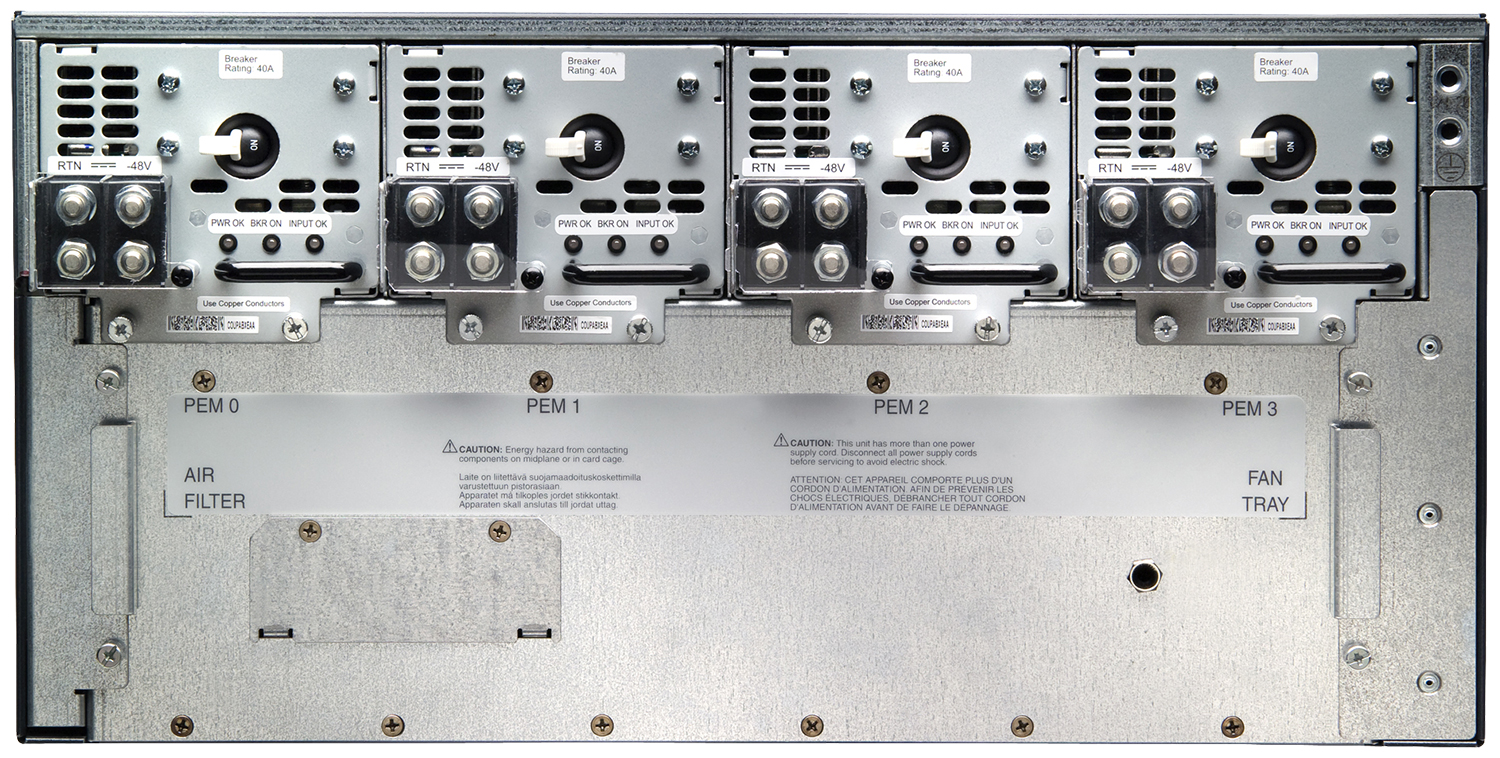 Breaker
Rating: 40A
Breaker
Rating: 40A
Breaker
Rating: 40A
Breaker
Rating: 40A
ON
ON
ON
ON
RTN -48V
RTN -48V
RTN -48V
RTN -48V
PWR OK BKR ON INPUT OK
PWR OK BKR ON INPUT OK
PWR OK BKR ON INPUT OK
PWR OK BKR ON INPUT OK
Use Copper Conductors
Use Copper Conductors
Use Copper Conductors
Use Copper Conductors
COUPABXEAA
COUPABXEAA
COUPABXEAA
COUPABXEAA
PEM 0
PEM 1
PEM 2
PEM 3
AIR
FILTER
CAUTION: Energy hazard from contacting
components on midplane or in card cage.
Laite on liitettävä suojamaadoituskoskettimilla
varustettuun pistorasiaan.
Apparatet må tilkoples jordet stikkontakt.
Apparaten skall anslutas till jordat uttag.
CAUTION: This unit has more than one power
supply cord. Disconnect all power supply cords
before servicing to avoid electric shock.
ATTENTION: CET APPAREIL COMPORTE PLUS D'UN
CORDON D'ALIMENTATION. AFIN DE PRÉVENIR LES
CHOCS ÉLECTRIQUES, DÉBRANCHER TOUT CORDON
D'ALIMENTATION AVANT DE FAIRE LE DÉPANNAGE.
FAN
TRAY